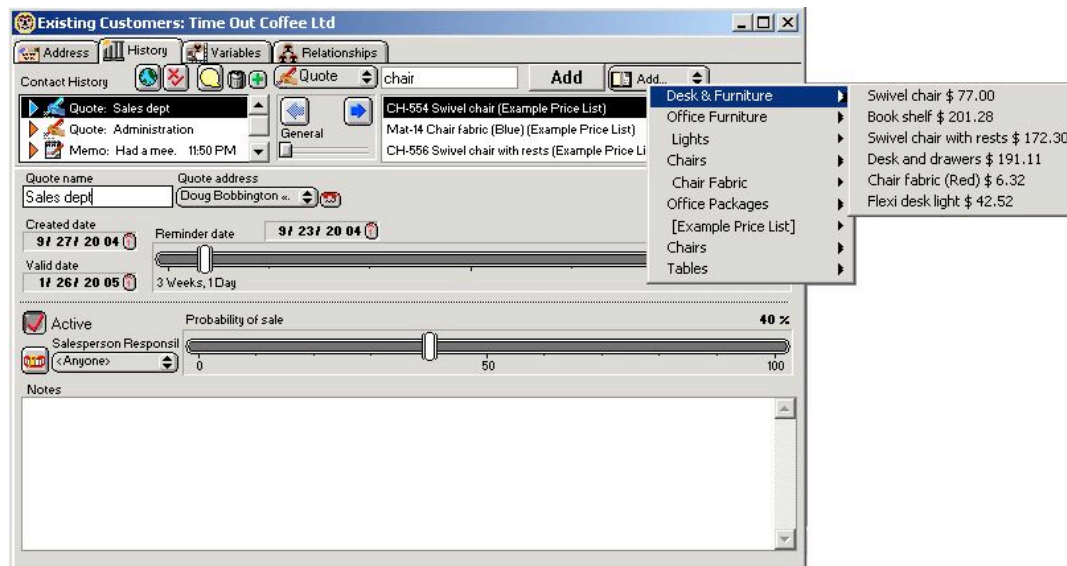 Existing Customers: Time Out Coffee Ltd
Address History Variables Relationships
Contact History Quote chair Add Add...
Quote: Sales dept
Quote: Administration
Memo: Had a mee. 11:50 PM
General
CH-554 Swivel chair (Example Price List)
Mat-14 Chair fabric (Blue) (Example Price List)
CH-556 Swivel chair with rests (Example Price Li
Desk & Furniture
Office Furniture
Lights
Chairs
Chair Fabric
Office Packages
[Example Price List]
Chairs
Tables
Swivel chair $ 77.00
Book shelf $ 201.28
Swivel chair with rests $ 172.30
Desk and drawers $ 191.11
Chair fabric (Red) $ 6.32
Flexi desk light $ 42.52
Quote name Quote address
Sales dept Doug Bobbington «.
Created date
9/ 27/ 20 04
Reminder date 9/ 23/ 20 04
Valid date
1/ 26/ 20 05
3 Weeks, 1 Day
Active
Probability of sale 40 %
Salesperson Responsil
<Anyone>
0 50 100
Notes